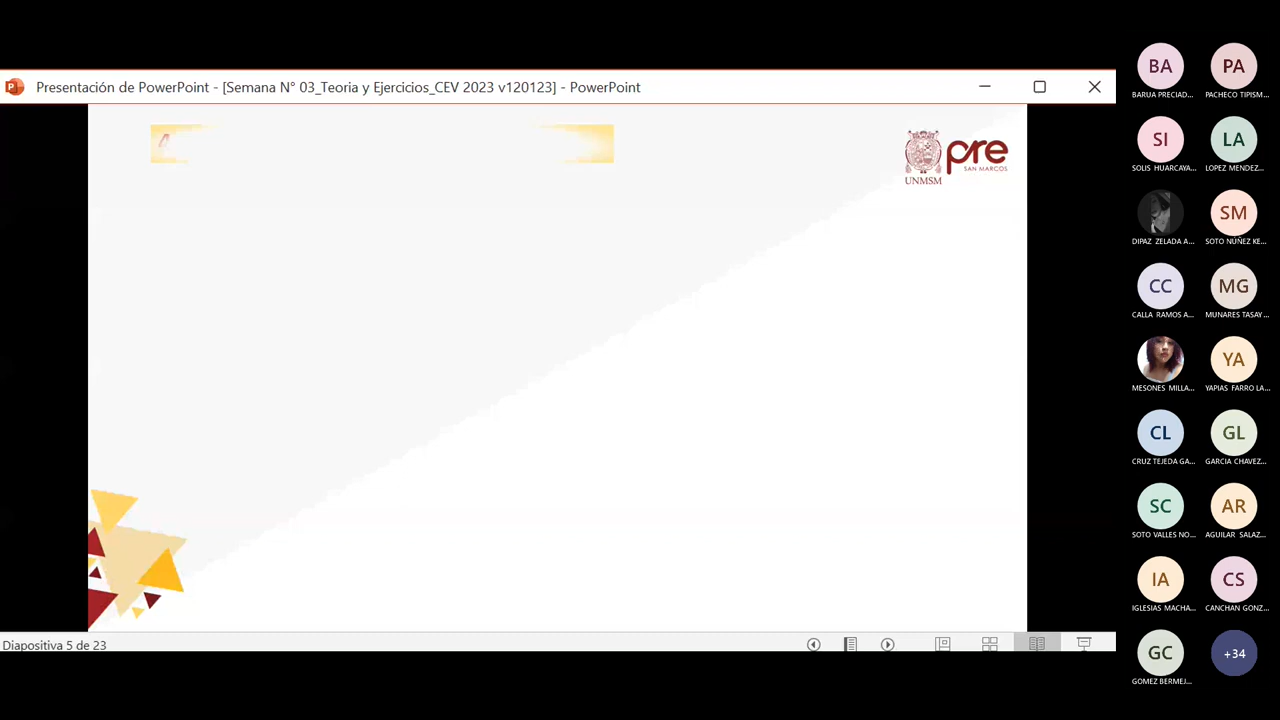 Presentación de PowerPoint - [Semana N° 03_Teoria y Ejercicios_CEV 2023 v120123] - PowerPoint
UNMSM
pre
SAN MARCOS
Diapositiva 5 de 23
BA
BARUA PRECIAD...
PA
PACHECO TIPISM...
SI
SOLIS HUARCAYA...
LA
LOPEZ MENDEZ...
DIPAZ ZELADA A...
SM
SOTO NÚÑEZ KE...
CC
CALLA RAMOS A...
MG
MUNARES TASAY...
MESONES MILLA...
YA
YAPIAS FARRO LA...
CL
CRUZ TEJEDA GA...
GL
GARCIA CHAVEZ...
SC
SOTO VALLES NO...
AR
AGUILAR SALAZ...
IA
IGLESIAS MACHA...
CS
CANCHAN GONZ...
GC
GOMEZ BERMEJ...
+34